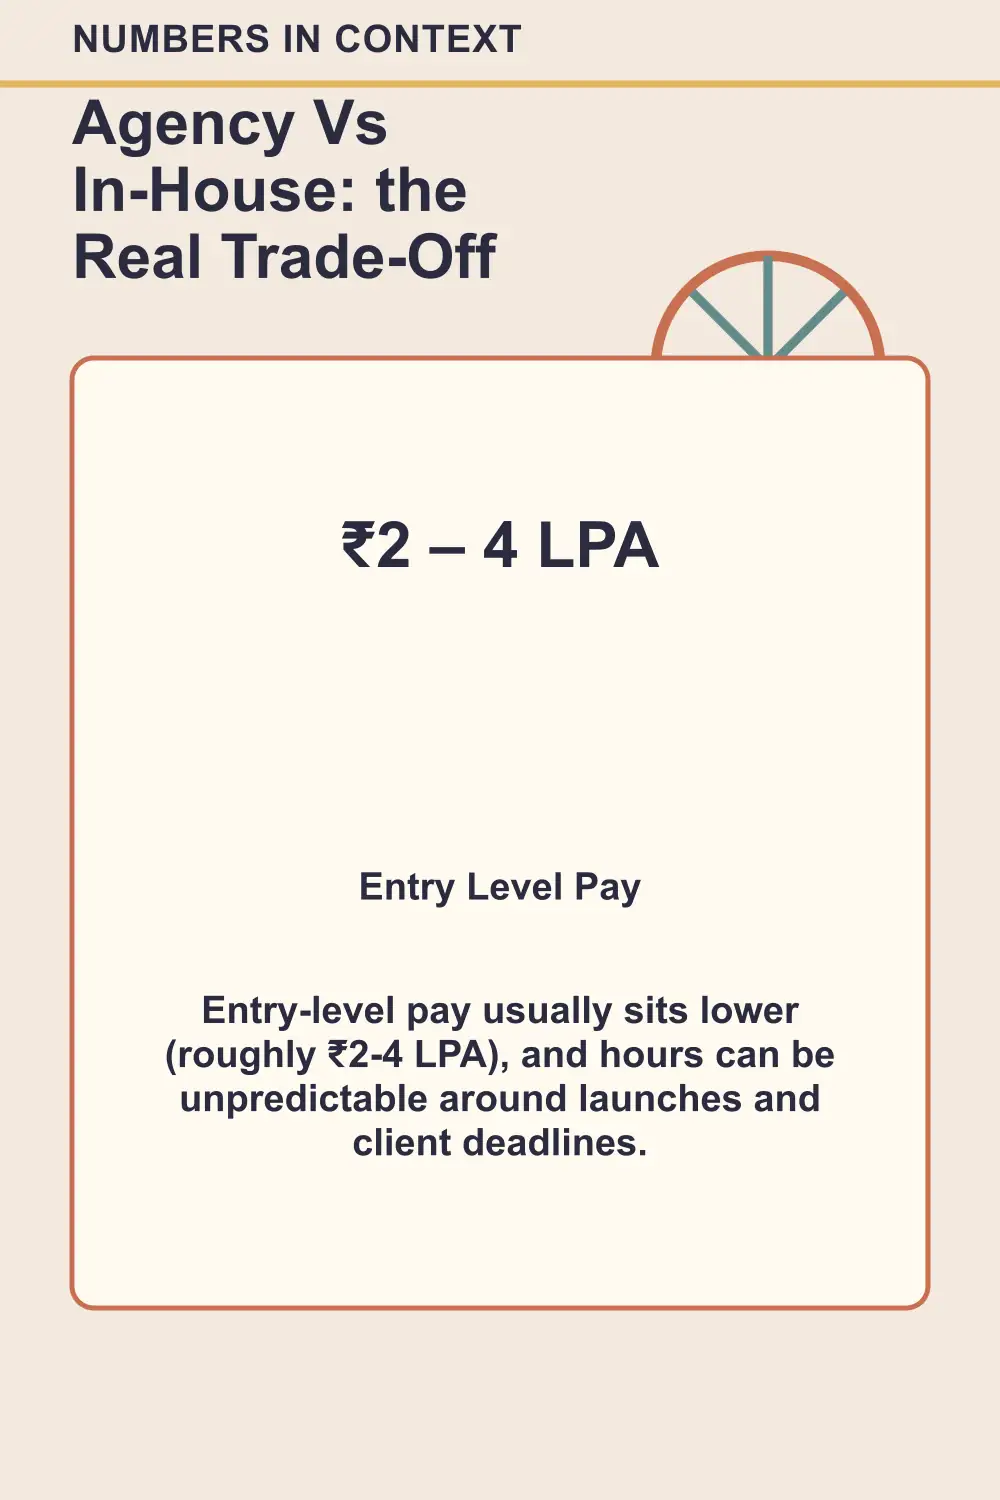 NUMBERS IN CONTEXT
Agency Vs
In-House: the
Real Trade-Off
₹2 – 4 LPA
Entry Level Pay
Entry-level pay usually sits lower
(roughly ₹2-4 LPA), and hours can be
unpredictable around launches and
client deadlines.